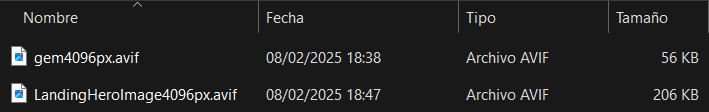 Nombre Fecha Tipo Tamaño
gem4096px.avif 08/02/2025 18:38 Archivo AVIF 56 KB
LandingHeroImage4096px.avif 08/02/2025 18:47 Archivo AVIF 206 KB